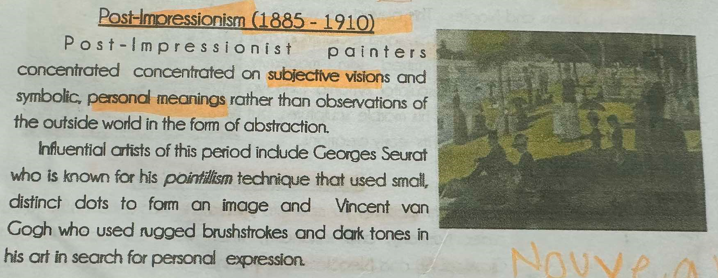 Post-Impressionism (1885 - 1910)
Post-Impressionist painters
concentrated concentrated on subjective visions and
symbolic, personal meanings rather than observations of
the outside world in the form of abstraction.
Influential artists of this period include Georges Seurat
who is known for his pointillism technique that used small,
distinct dots to form an image and Vincent van
Gogh who used rugged brushstrokes and dark tones in
his art in search for personal expression.